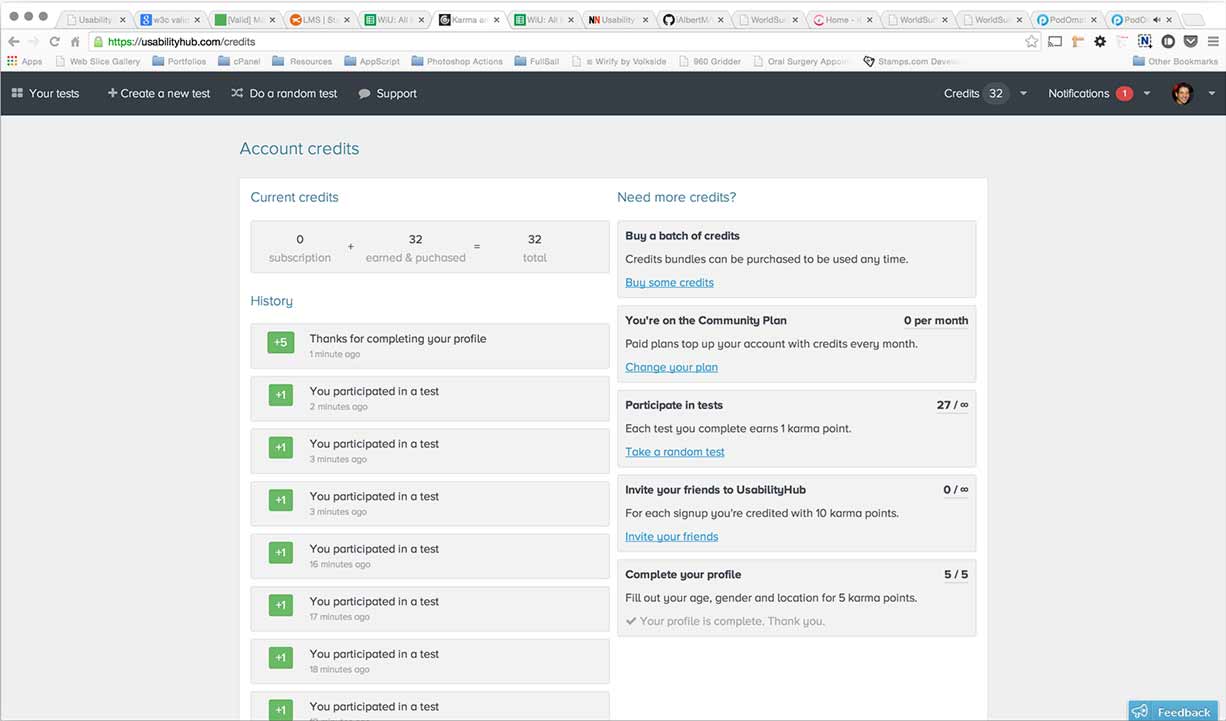 Usability
w3c valid
[Valid] M
LMS | St
WiU: All I
Karma an
WiU: All I
Usability
iAlbertM
WorldSu
Home -
WorldSu
WorldSu
PodOma
PodO
https://usabilityhub.com/credits
Apps Web Slice Gallery Portfolios cPanel Resources AppScript Photoshop Actions FullSail Wirify by Volkside 960 Gridder Oral Surgery Appoin Stamps.com Deve Other Bookmarks
Your tests Create a new test Do a random test Support Credits 32 Notifications 1
Account credits
Current credits
0 + 32 = 32
subscription earned & puchased total
History
+5 Thanks for completing your profile
1 minute ago
+1 You participated in a test
2 minutes ago
+1 You participated in a test
3 minutes ago
+1 You participated in a test
3 minutes ago
+1 You participated in a test
16 minutes ago
+1 You participated in a test
17 minutes ago
+1 You participated in a test
18 minutes ago
+1 You participated in a test
Need more credits?
Buy a batch of credits
Credits bundles can be purchased to be used any time.
Buy some credits
You're on the Community Plan 0 per month
Paid plans top up your account with credits every month.
Change your plan
Participate in tests 27 / ∞
Each test you complete earns 1 karma point.
Take a random test
Invite your friends to UsabilityHub 0 / ∞
For each signup you're credited with 10 karma points.
Invite your friends
Complete your profile 5 / 5
Fill out your age, gender and location for 5 karma points.
✓ Your profile is complete. Thank you.
Feedback